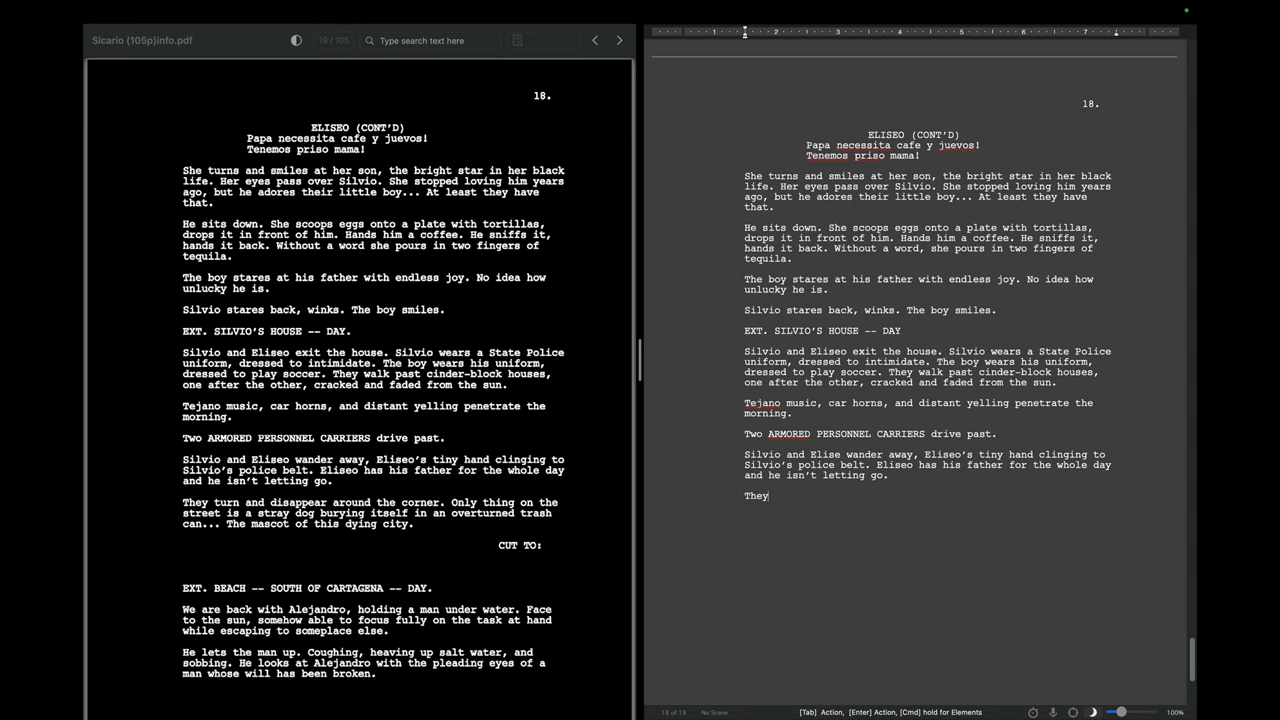 Sicario (105p)info.pdf
19 / 105
Type search text here
18.
ELISEO (CONT'D)
Papa necessita cafe y juevos!
Tenemos priso mama!
She turns and smiles at her son, the bright star in her black
life. Her eyes pass over Silvio. She stopped loving him years
ago, but he adores their little boy... At least they have
that.
He sits down. She scoops eggs onto a plate with tortillas,
drops it in front of him. Hands him a coffee. He sniffs it,
hands it back. Without a word she pours in two fingers of
tequila.
The boy stares at his father with endless joy. No idea how
unlucky he is.
Silvio stares back, winks. The boy smiles.
EXT. SILVIO'S HOUSE -- DAY.
Silvio and Eliseo exit the house. Silvio wears a State Police
uniform, dressed to intimidate. The boy wears his uniform,
dressed to play soccer. They walk past cinder-block houses,
one after the other, cracked and faded from the sun.
Tejano music, car horns, and distant yelling penetrate the
morning.
Two ARMORED PERSONNEL CARRIERS drive past.
Silvio and Eliseo wander away, Eliseo's tiny hand clinging to
Silvio's police belt. Eliseo has his father for the whole day
and he isn't letting go.
They turn and disappear around the corner. Only thing on the
street is a stray dog burying itself in an overturned trash
can... The mascot of this dying city.
CUT TO:
EXT. BEACH -- SOUTH OF CARTAGENA -- DAY.
We are back with Alejandro, holding a man under water. Face
to the sun, somehow able to focus fully on the task at hand
while escaping to someplace else.
He lets the man up. Coughing, heaving up salt water, and
sobbing. He looks at Alejandro with the pleading eyes of a
man whose will has been broken.
1 2 3 4 5 6 7
18.
ELISEO (CONT'D)
Papa necessita cafe y juevos!
Tenemos priso mama!
She turns and smiles at her son, the bright star in her black
life. Her eyes pass over Silvio. She stopped loving him years
ago, but he adores their little boy... At least they have
that.
He sits down. She scoops eggs onto a plate with tortillas,
drops it in front of him. Hands him a coffee. He sniffs it,
hands it back. Without a word, she pours in two fingers of
tequila.
The boy stares at his father with endless joy. No idea how
unlucky he is.
Silvio stares back, winks. The boy smiles.
EXT. SILVIO'S HOUSE -- DAY
Silvio and Eliseo exit the house. Silvio wears a State Police
uniform, dressed to intimidate. The boy wears his uniform,
dressed to play soccer. They walk past cinder-block houses,
one after the other, cracked and faded from the sun.
Tejano music, car horns, and distant yelling penetrate the
morning.
Two ARMORED PERSONNEL CARRIERS drive past.
Silvio and Elise wander away, Eliseo's tiny hand clinging to
Silvio's police belt. Eliseo has his father for the whole day
and he isn't letting go.
They
18 of 19 No Scene [Tab] Action, [Enter] Action, [Cmd] hold for Elements 100%